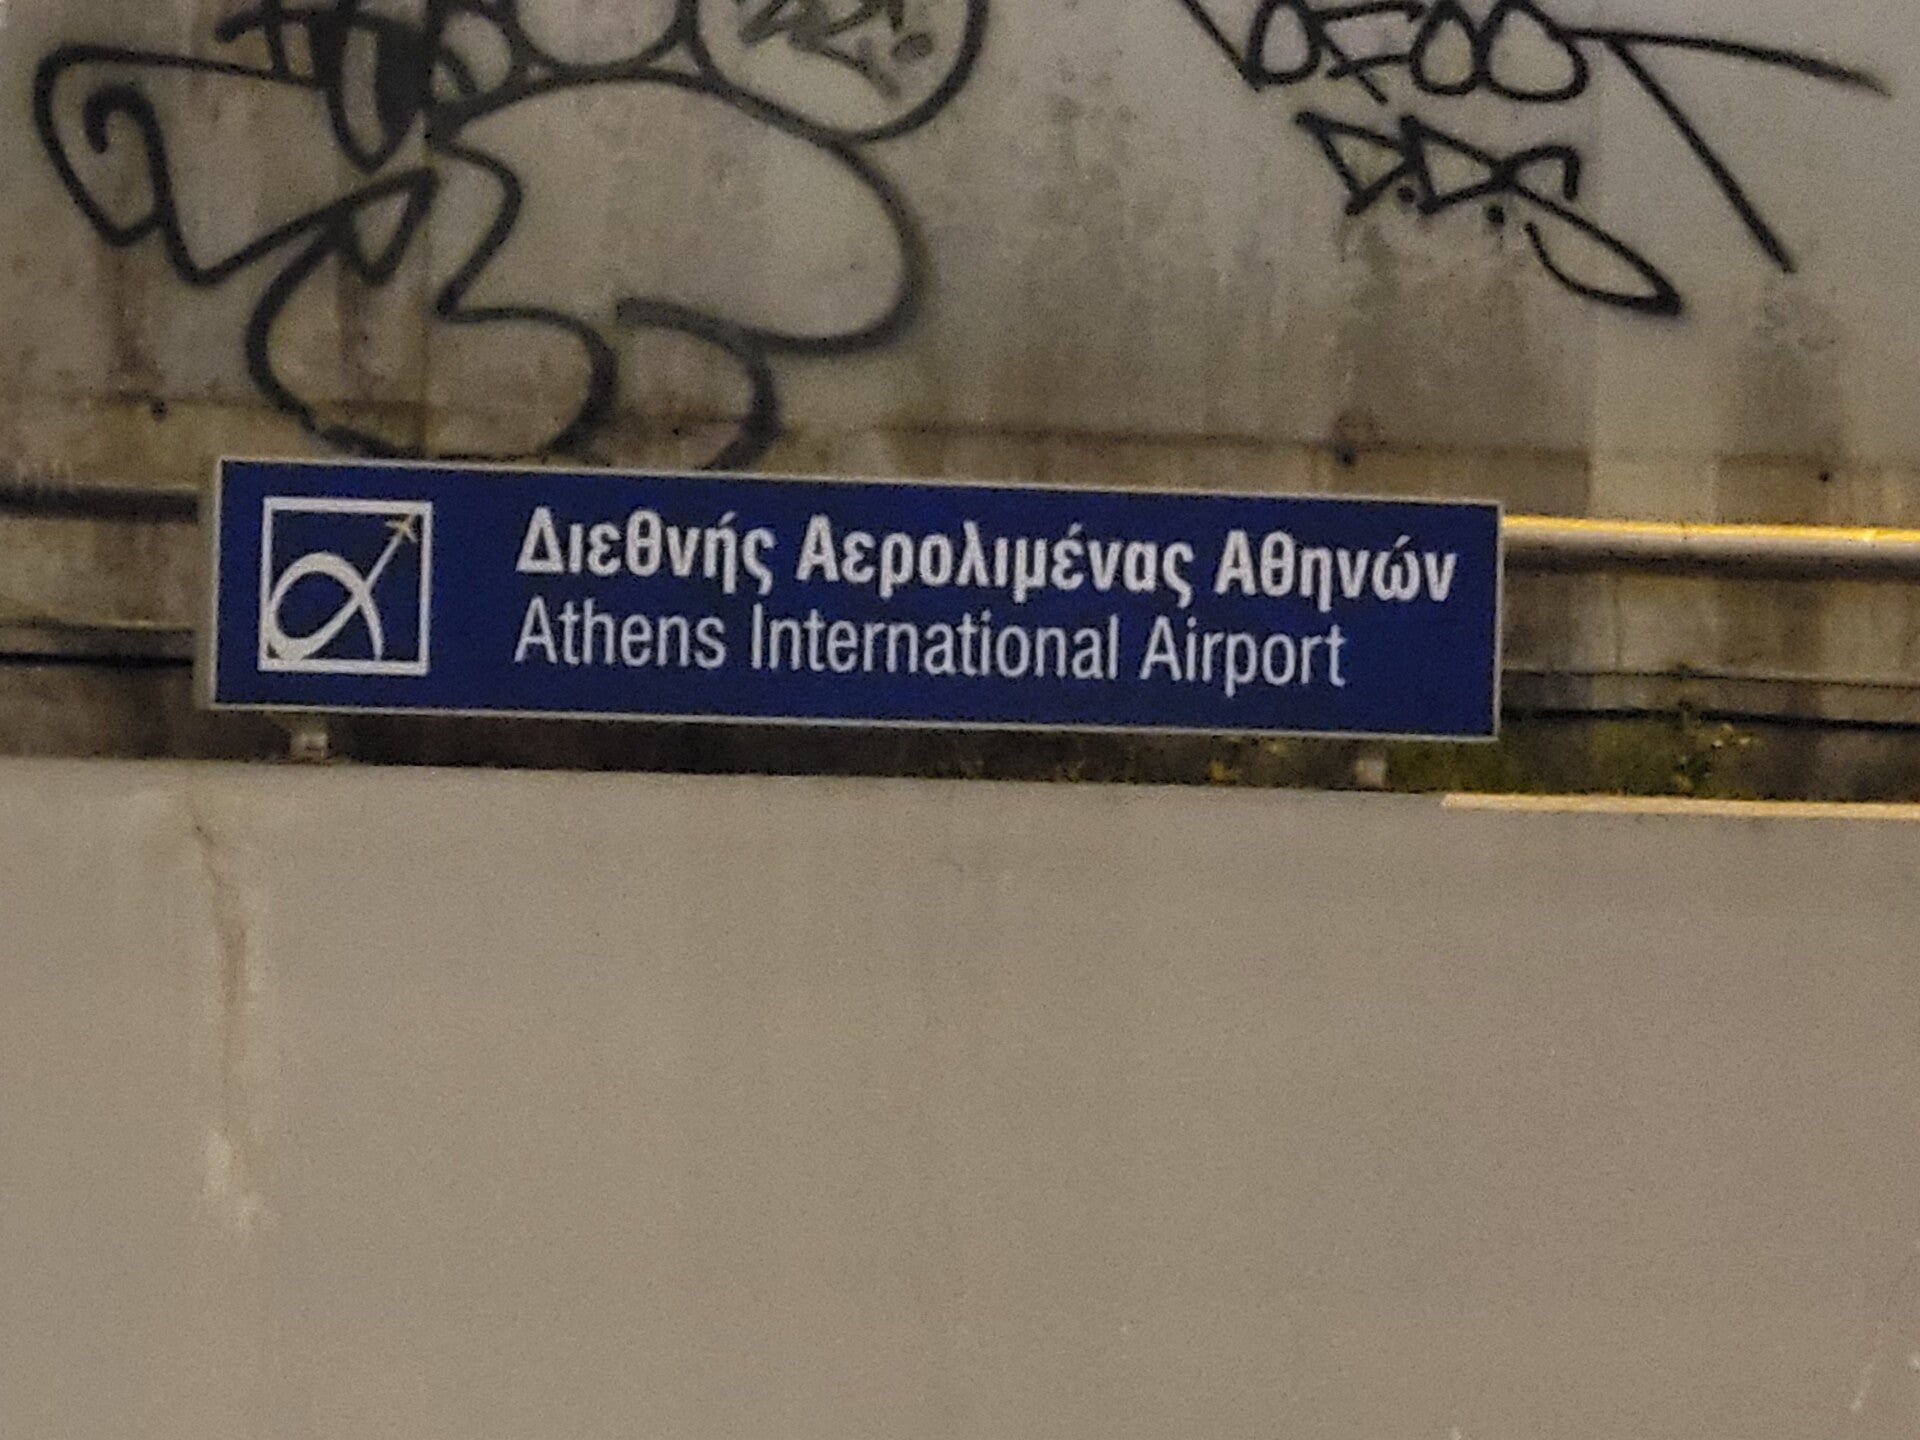 D.D.S
Διεθνής Αερολιμένας Αθηνών
Athens International Airport